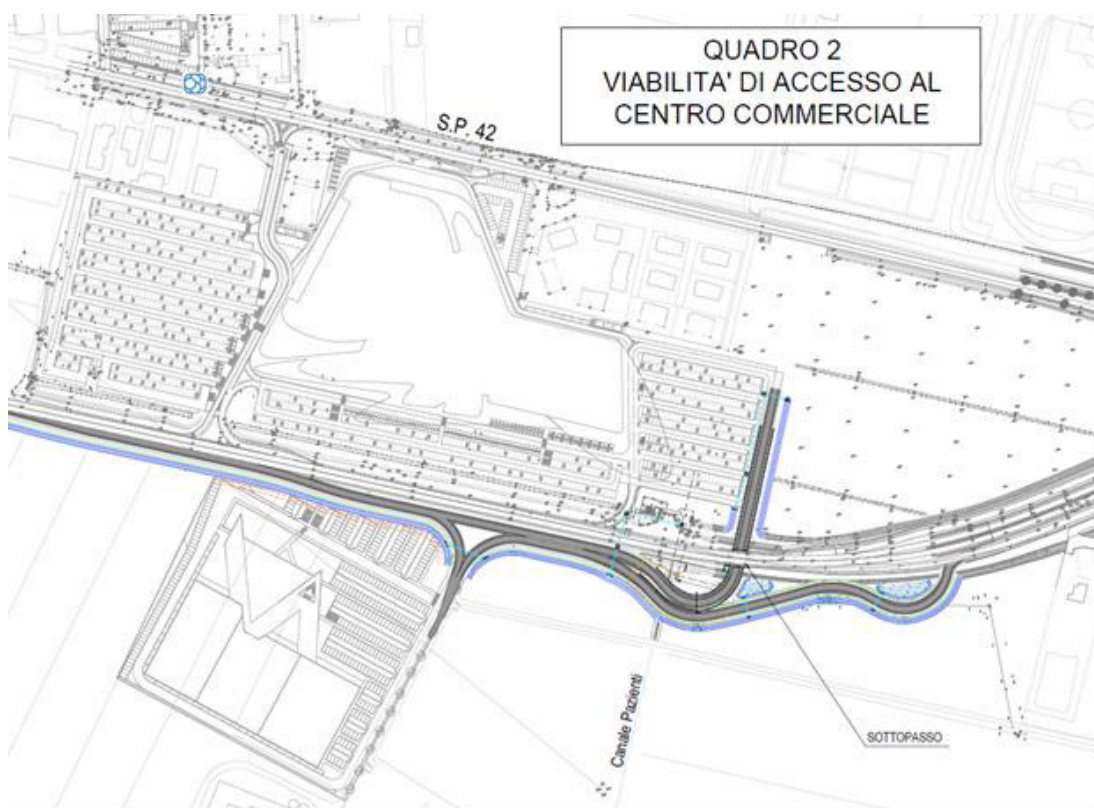 QUADRO 2
VIABILITA' DI ACCESSO AL
CENTRO COMMERCIALE
S.P. 42
Canale Pazienti
SOTTOPASSO